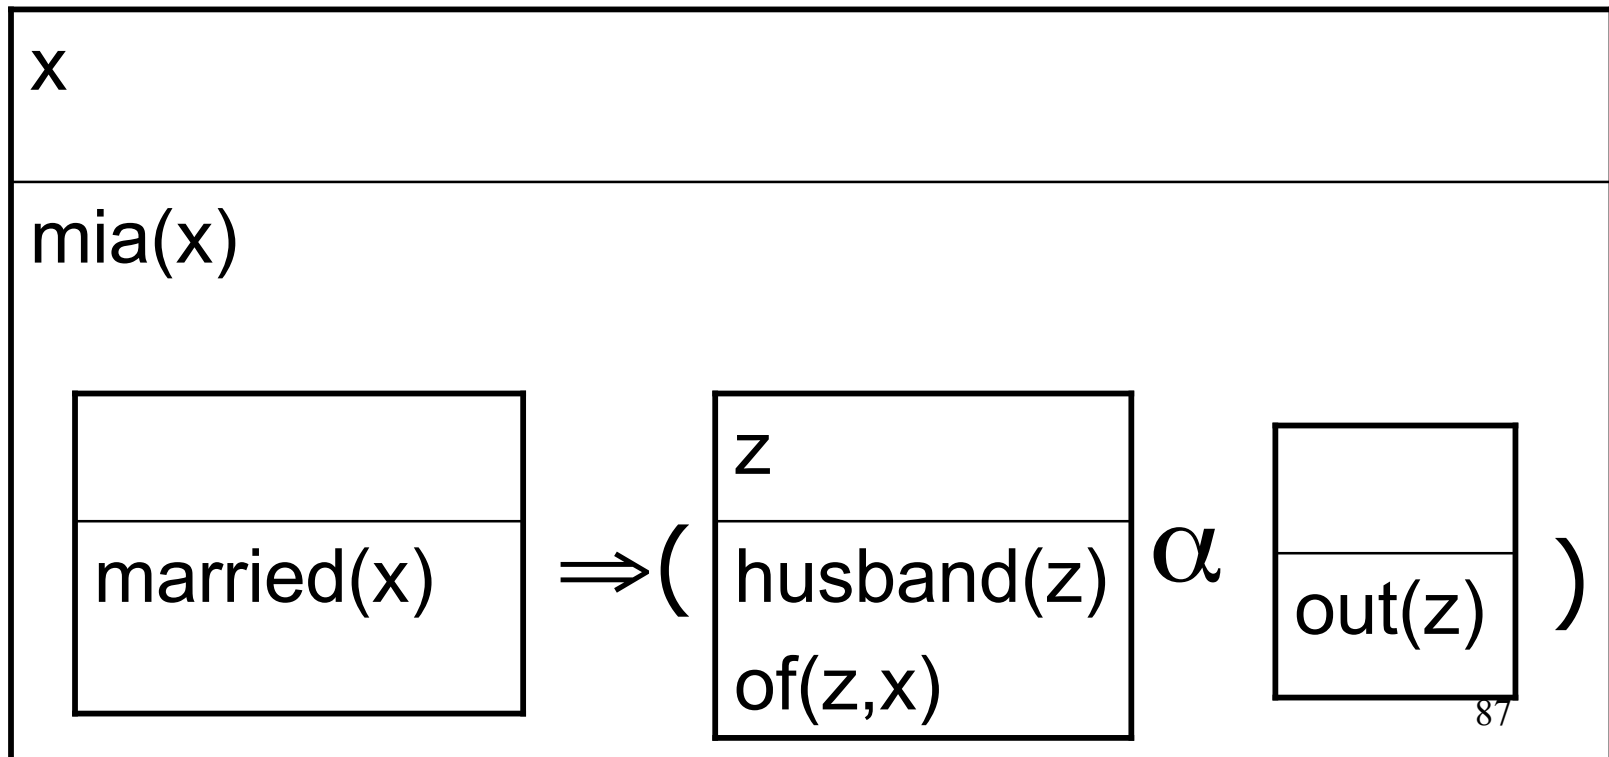 x
mia(x)
married(x)
⇒(
z
husband(z)
of(z,x)
α
out(z)
)
87